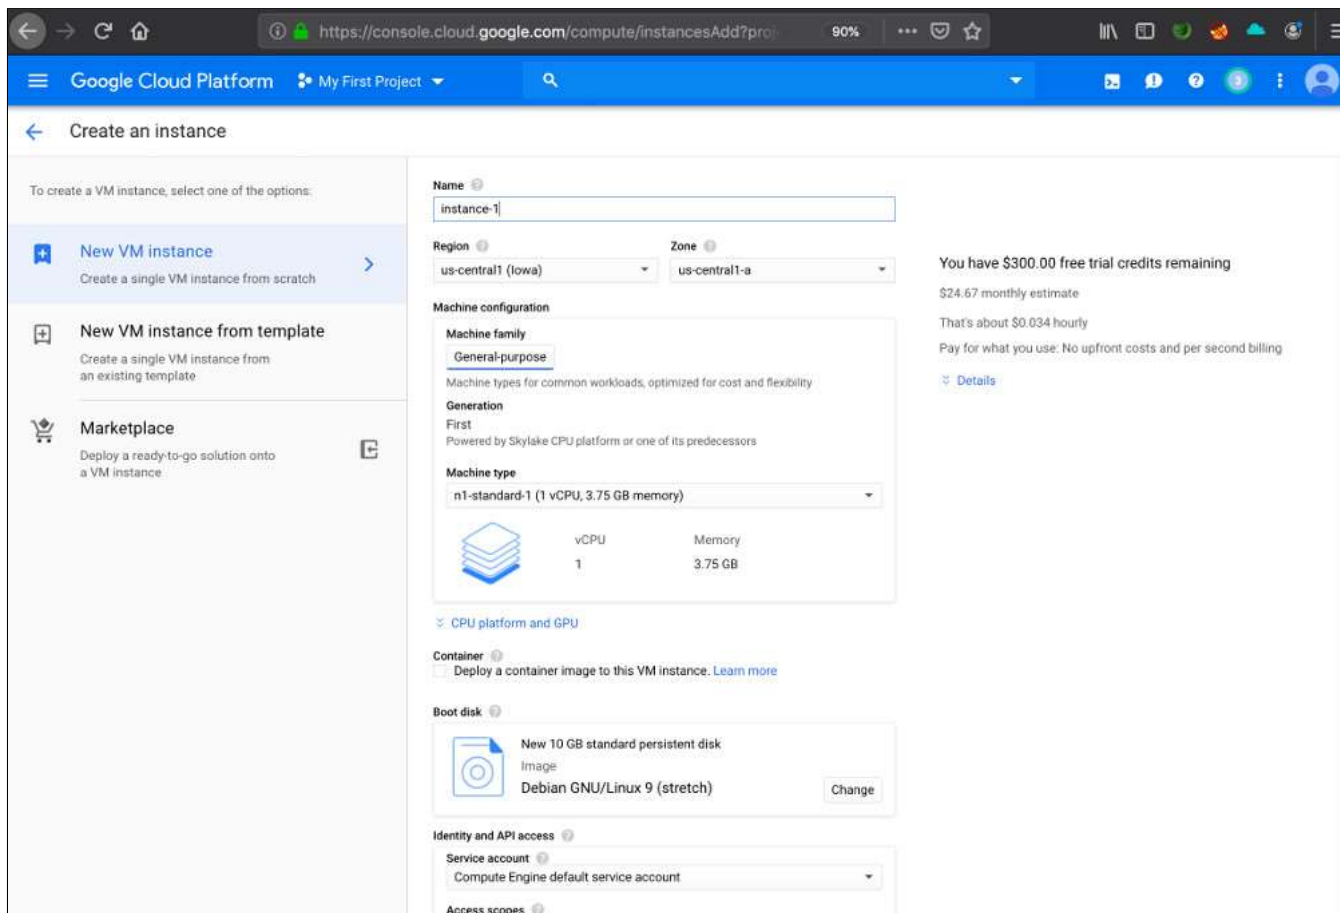 https://console.cloud.google.com/compute/instancesAdd?proj
90%
Google Cloud Platform
My First Project
Create an instance
To create a VM instance, select one of the options:
New VM instance
Create a single VM instance from scratch
New VM instance from template
Create a single VM instance from
an existing template
Marketplace
Deploy a ready-to-go solution onto
a VM instance
Name
instance-1
Region
Zone
us-central1 (Iowa)
us-central1-a
Machine configuration
Machine family
General-purpose
Machine types for common workloads, optimized for cost and flexibility
Generation
First
Powered by Skylake CPU platform or one of its predecessors
Machine type
n1-standard-1 (1 vCPU, 3.75 GB memory)
vCPU
Memory
1
3.75 GB
CPU platform and GPU
Container
Deploy a container image to this VM instance. Learn more
Boot disk
New 10 GB standard persistent disk
Image
Debian GNU/Linux 9 (stretch)
Change
Identity and API access
Service account
Compute Engine default service account
Access scopes
You have $300.00 free trial credits remaining
$24.67 monthly estimate
That's about $0.034 hourly
Pay for what you use: No upfront costs and per second billing
Details